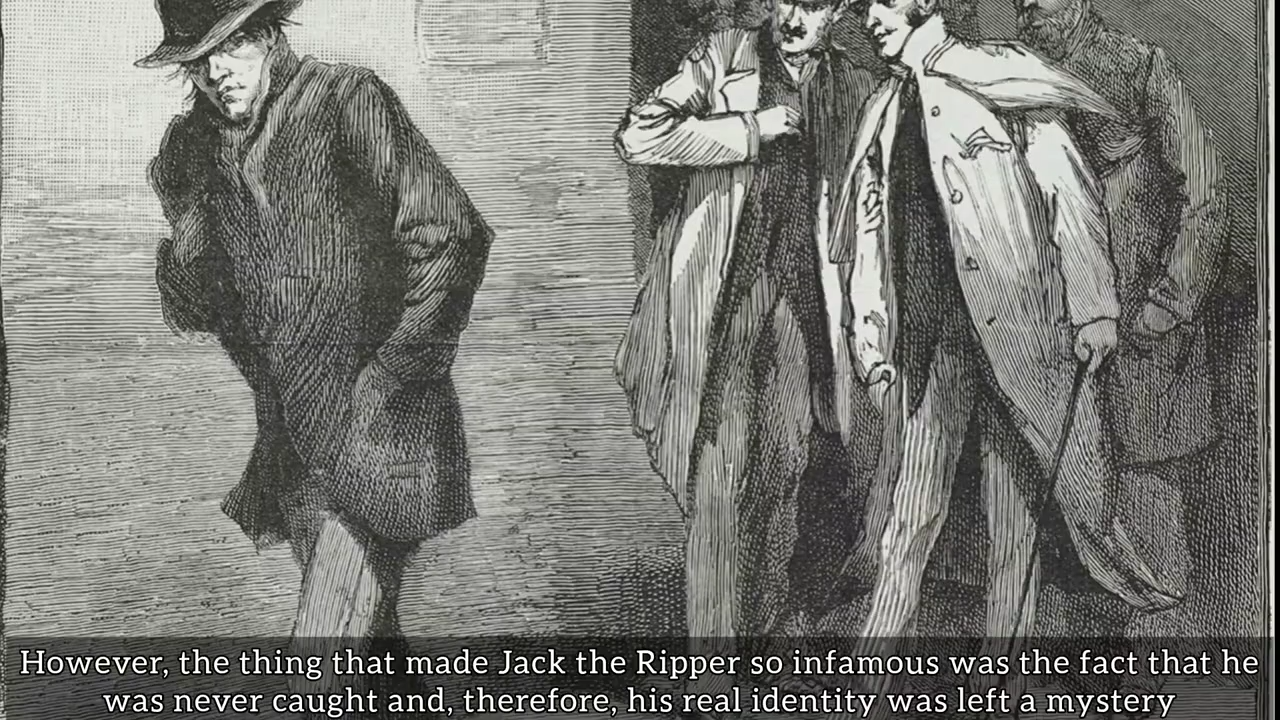 However, the thing that made Jack the Ripper so infamous was the fact that he
was never caught and, therefore, his real identity was left a mystery